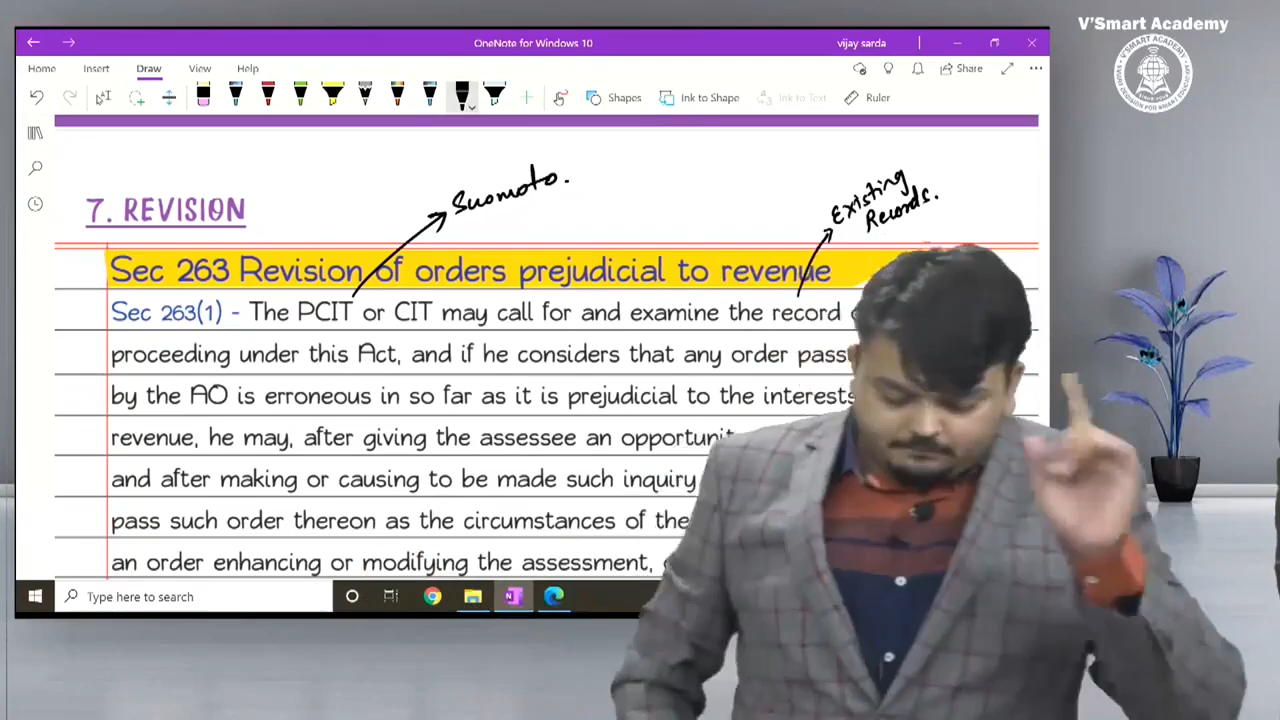 V'Smart Academy
OneNote for Windows 10
vijay sarda
Home Insert Draw View Help
Share
Shapes Ink to Shape Ink to Text Ruler
Suomoto.
Existing
Records.
7. REVISION
Sec 263 Revision of orders prejudicial to revenue
Sec 263(1) - The PCIT or CIT may call for and examine the record
proceeding under this Act, and if he considers that any order
by the AO is erroneous in so far as it is prejudicial to the interests
revenue, he may, after giving the assessee an
and after making or causing to be made such inquiry
pass such order thereon as the circumstances of the
an order enhancing or modifying the assessment,
Type here to search